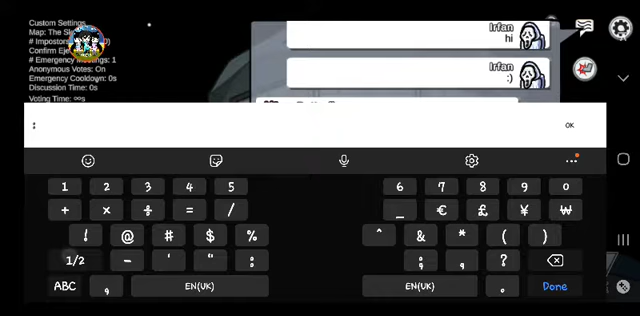 Custom Settings
Map: The Sk
# Impostors
Confirm Eje
# Emergency Meetings: 1
Anonymous Votes: On
Emergency Cooldown: 0s
Discussion Time: 0s
Voting Time: ∞s
Irfan
hi
Irfan
:)
:
OK
1 2 3 4 5 6 7 8 9 0
+ × ÷ = / _ € £ ¥ ₩
! @ # $ % ^ & * ( )
1/2 - ' " : ; , ?
ABC , EN(UK) EN(UK) . Done